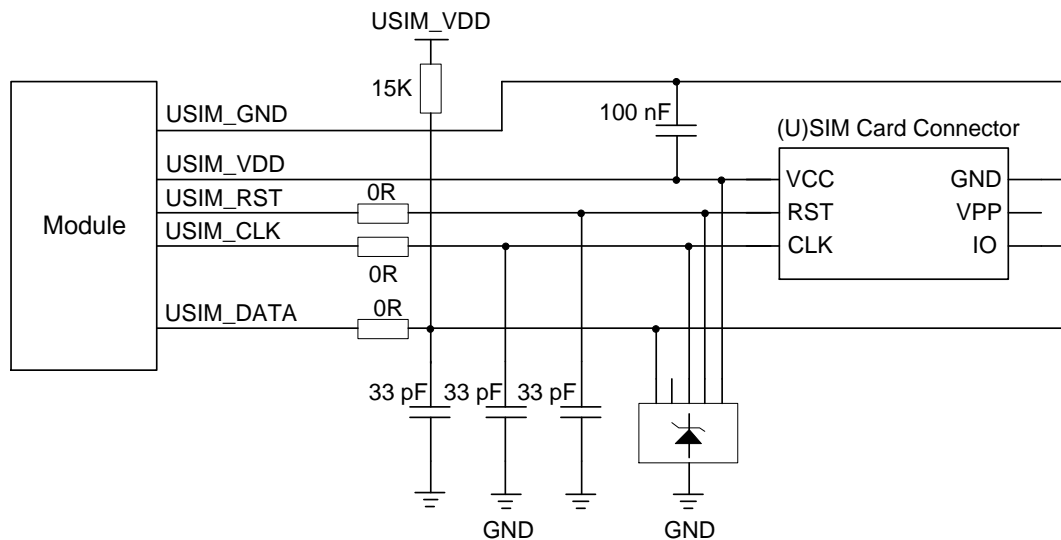 USIM_VDD
15K
USIM_GND
100 nF
(U)SIM Card Connector
USIM_VDD
VCC
GND
USIM_RST
0R
RST
VPP
Module
USIM_CLK
0R
CLK
IO
USIM_DATA
0R
33 pF
33 pF
33 pF
GND
GND